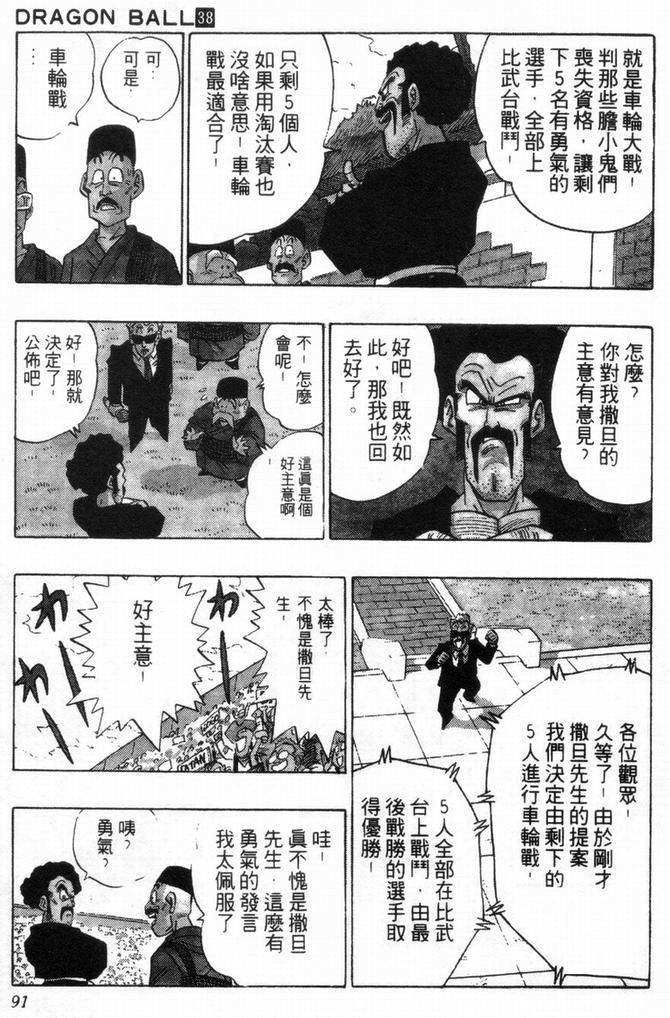 DRAGON BALL 38
就是車輪大戰！
判那些膽小鬼們
喪失資格，讓剩
下5名有勇氣的
選手，全部上
比武台戰鬥！
只剩5個人，
如果用淘汰賽也
沒啥意思！車輪
戰最適合了！
可…
可是…
車輪戰…
怎麼，
你對我撒旦的
主意有意見？
好吧！既然如
此，那我也回
去好了。
不！怎麼
會呢！
這真是個
好主意啊
好！那就
決定了！
公佈吧！
各位觀眾！
久等了！由於剛才
撒旦先生的提案
我們決定由剩下的
5人進行車輪戰！
5人全部在比武
台上戰鬥，由最
後戰勝的選手取
得優勝！
太棒了
不愧是撒旦先
生！
わーわー
好主意！
哇！
真不愧是撒旦
先生，這麼有
勇氣的發言
我太佩服了
咦，
勇氣？
91